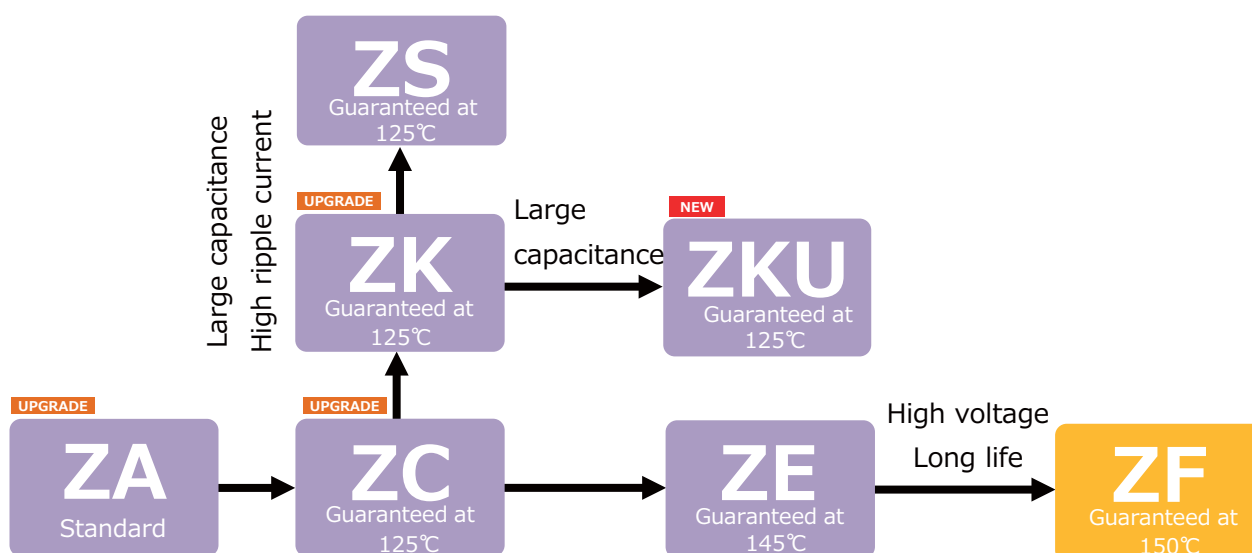 ZS
Guaranteed at
125℃
Large capacitance
High ripple current
UPGRADE
ZK
Guaranteed at
125℃
Large
capacitance
NEW
ZKU
Guaranteed at
125℃
UPGRADE
ZA
Standard
UPGRADE
ZC
Guaranteed at
125℃
ZE
Guaranteed at
145℃
High voltage
Long life
ZF
Guaranteed at
150℃